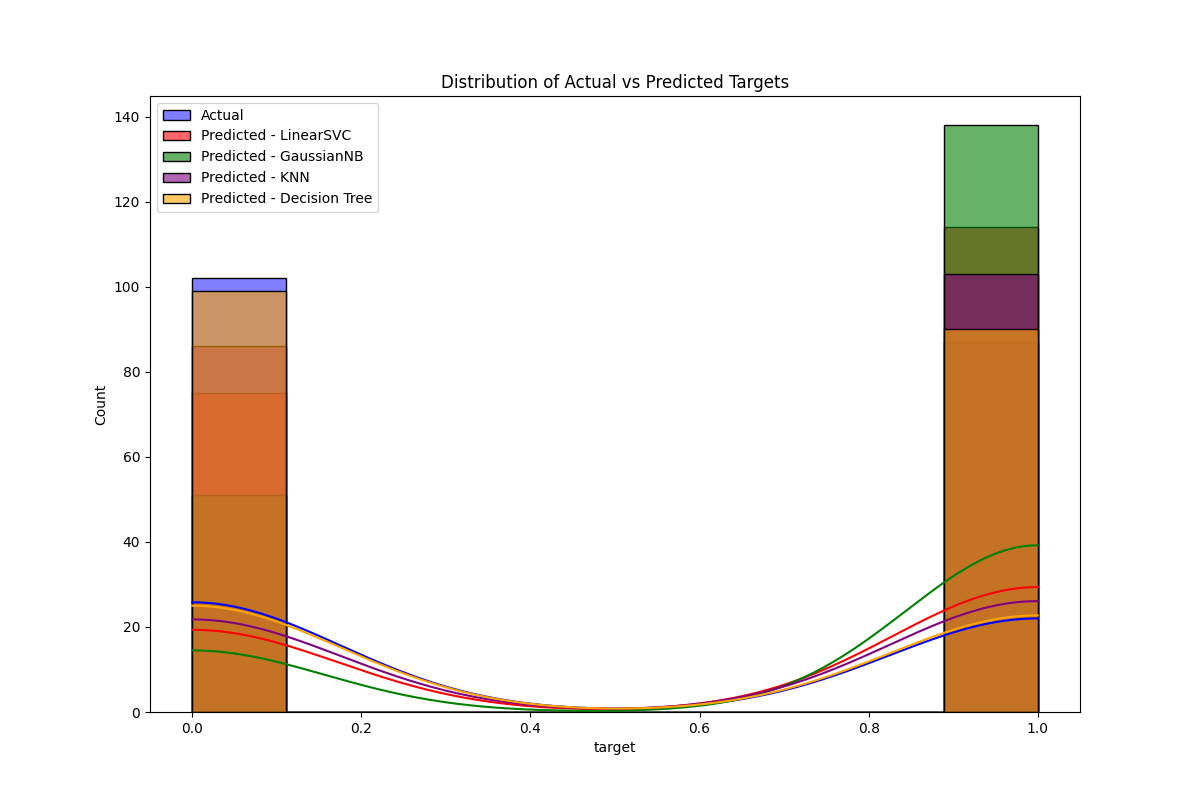 Distribution of Actual vs Predicted Targets
Actual
Predicted - LinearSVC
Predicted - GaussianNB
Predicted - KNN
Predicted - Decision Tree
140
120
100
80
60
40
20
0
Count
0.0 0.2 0.4 0.6 0.8 1.0
target